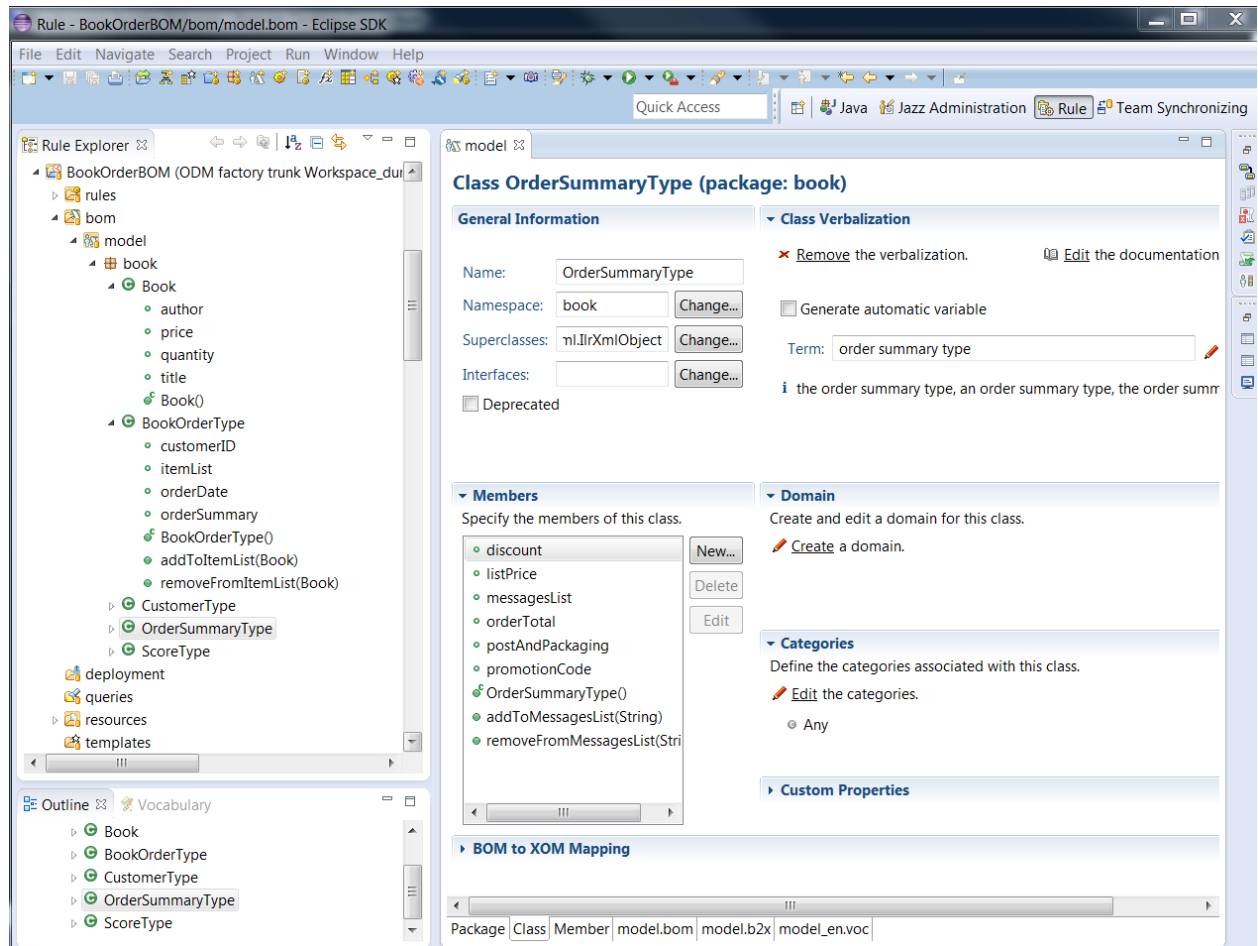 Rule - BookOrderBOM/bom/model.bom - Eclipse SDK
File Edit Navigate Search Project Run Window Help
Quick Access
Java
Jazz Administration
Rule
Team Synchronizing
Rule Explorer
BookOrderBOM (ODM factory trunk Workspace_dur
rules
bom
model
book
Book
author
price
quantity
title
Book()
BookOrderType
customerID
itemList
orderDate
orderSummary
BookOrderType()
addToItemList(Book)
removeFromItemList(Book)
CustomerType
OrderSummaryType
ScoreType
deployment
queries
resources
templates
Outline
Vocabulary
Book
BookOrderType
CustomerType
OrderSummaryType
ScoreType
model
Class OrderSummaryType (package: book)
General Information
Name: OrderSummaryType
Namespace: book Change...
Superclasses: ml.IlrXmlObject Change...
Interfaces: Change...
Deprecated
Class Verbalization
Remove the verbalization.
Edit the documentation
Generate automatic variable
Term: order summary type
the order summary type, an order summary type, the order summ
Members
Specify the members of this class.
discount
listPrice
messagesList
orderTotal
postAndPackaging
promotionCode
OrderSummaryType()
addToMessagesList(String)
removeFromMessagesList(Stri
New...
Delete
Edit
Domain
Create and edit a domain for this class.
Create a domain.
Categories
Define the categories associated with this class.
Edit the categories.
Any
Custom Properties
BOM to XOM Mapping
Package Class Member model.bom model.b2x model_en.voc